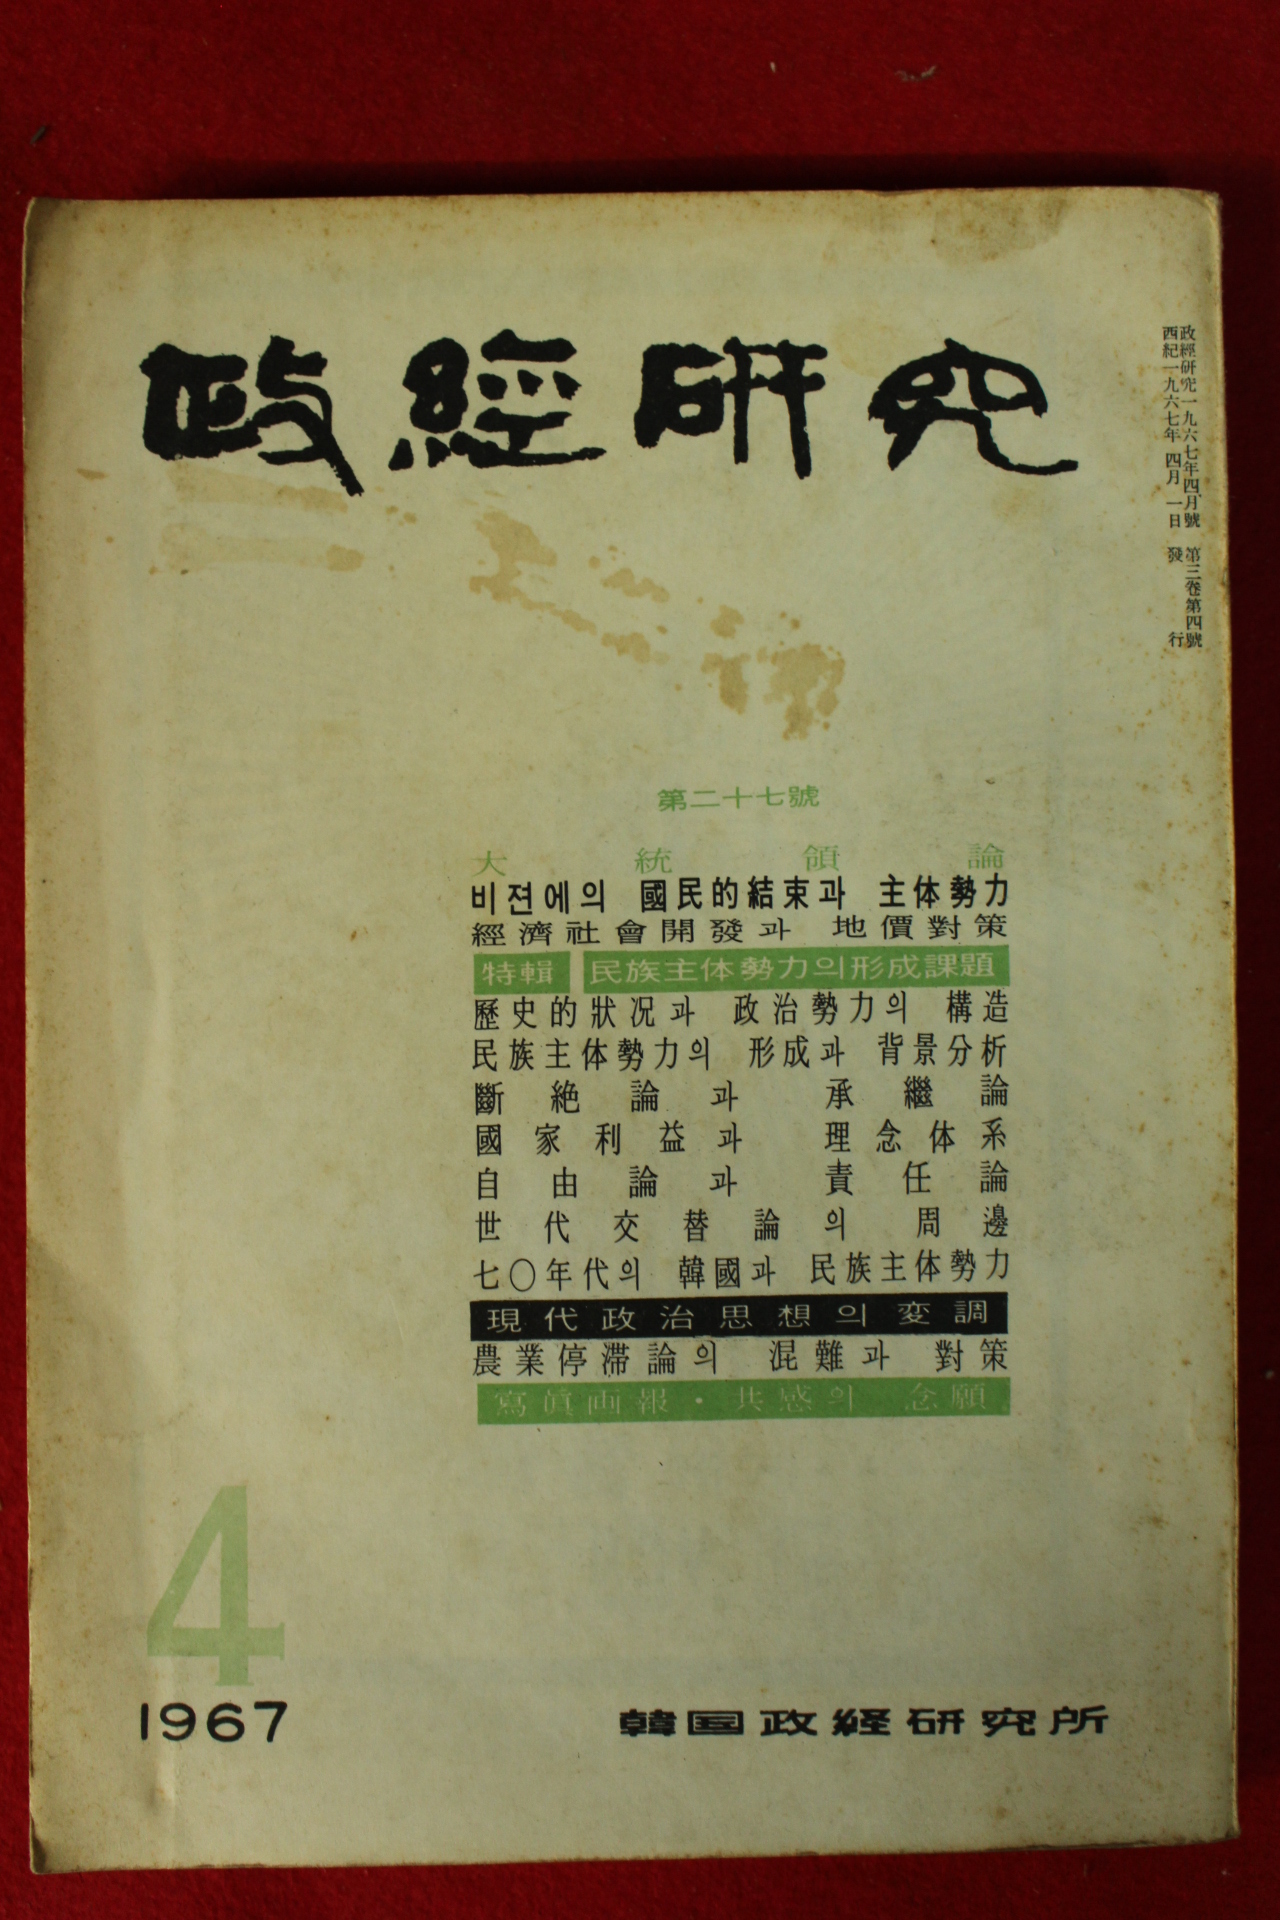 政經研究
政經研究一九六七年四月號 第三卷第四號
西紀一九六七年 四月 一日 發行
第二十七號
大統領論
비젼에의 國民的結束과 主体勢力
經濟社會開發과 地價對策
特輯 民族主体勢力의形成課題
歷史的狀况과 政治勢力의 構造
民族主体勢力의 形成과 背景分析
斷絶論과 承繼論
國家利益과 理念体系
自由論과 責任論
世代交替論의 周邊
七〇年代의 韓國과 民族主体勢力
現代政治思想의変調
農業停滞論의 混難과 對策
寫眞画報・共感의 念願
4
1967
韓国政経研究所